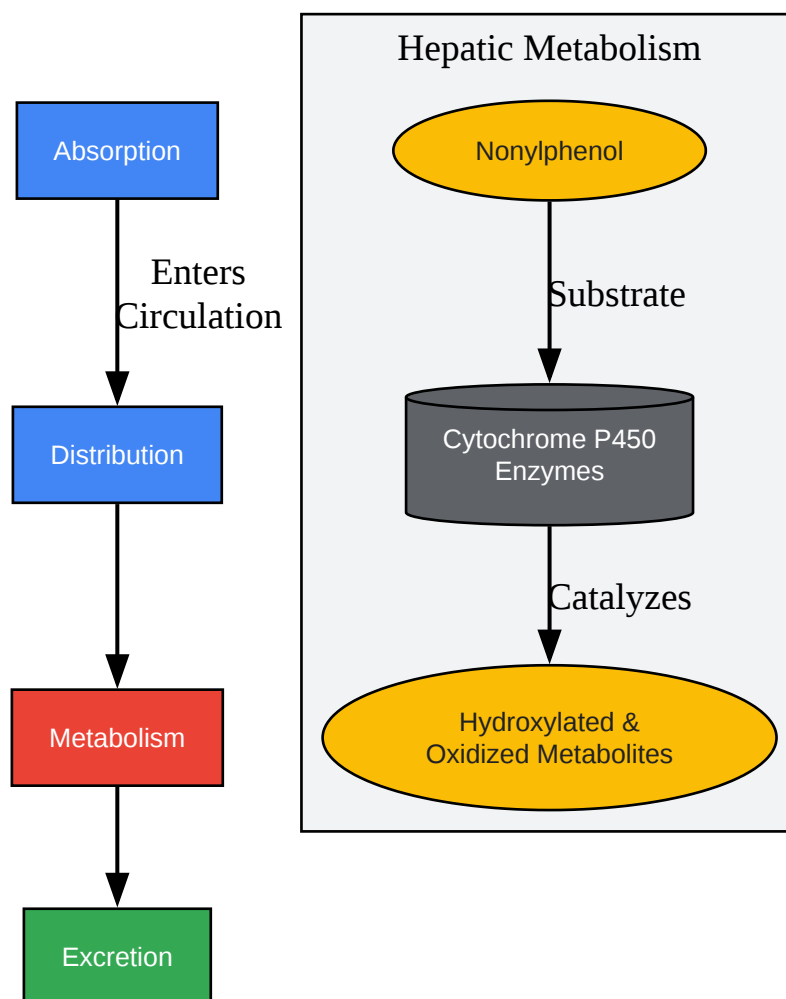 Absorption
Enters
Circulation
Distribution
Metabolism
Excretion
Hepatic Metabolism
Nonylphenol
Substrate
Cytochrome P450
Enzymes
Catalyzes
Hydroxylated &
Oxidized Metabolites